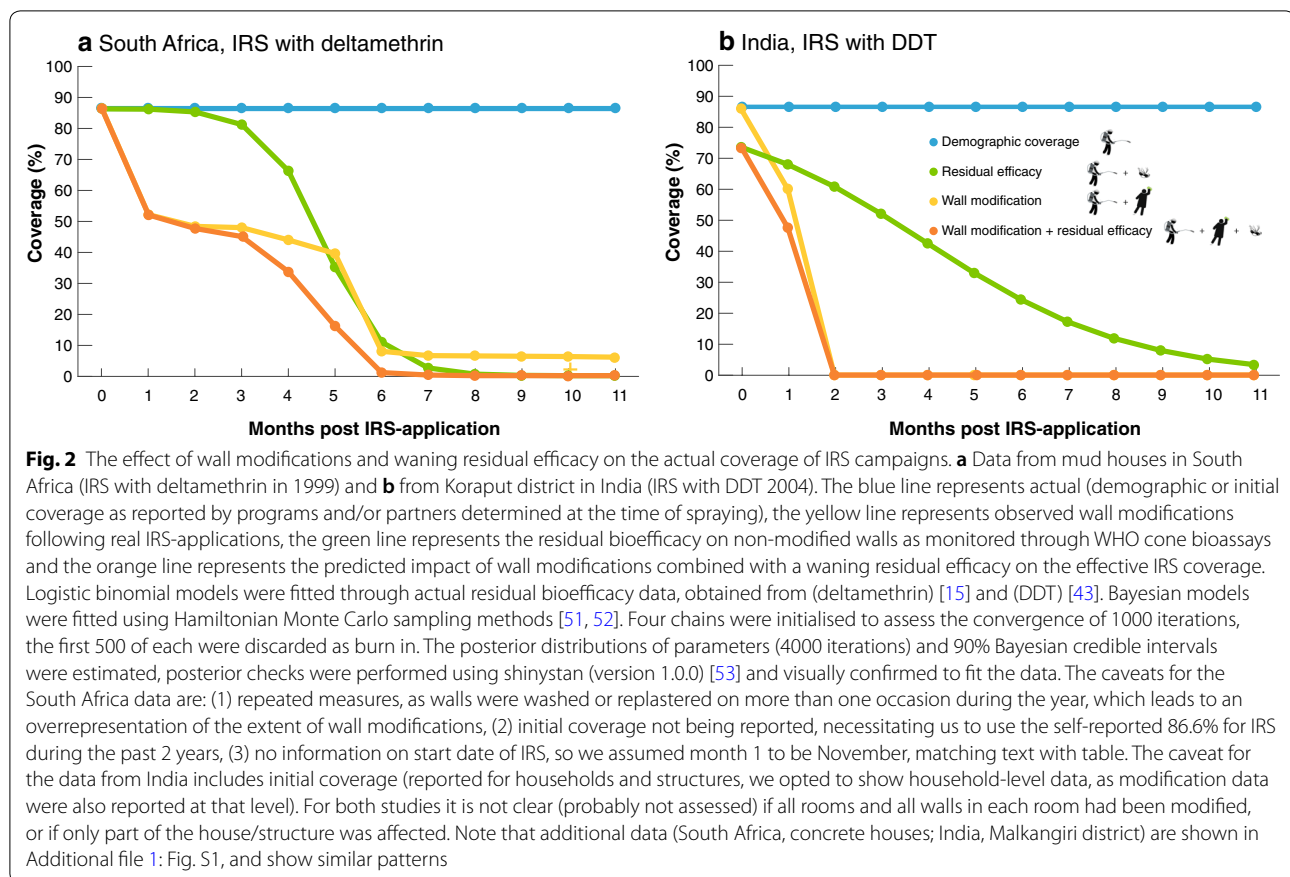 a South Africa, IRS with deltamethrin
100
90
80
70
60
50
40
30
20
10
0
Coverage (%)
0 1 2 3 4 5 6 7 8 9 10 11
Months post IRS-application
b India, IRS with DDT
100
90
80
70
60
50
40
30
20
10
0
Coverage (%)
Demographic coverage
Residual efficacy
+
Wall modification
+
Wall modification + residual efficacy
+ +
0 1 2 3 4 5 6 7 8 9 10 11
Months post IRS-application
Fig. 2 The effect of wall modifications and waning residual efficacy on the actual coverage of IRS campaigns. a Data from mud houses in South
Africa (IRS with deltamethrin in 1999) and b from Koraput district in India (IRS with DDT 2004). The blue line represents actual (demographic or initial
coverage as reported by programs and/or partners determined at the time of spraying), the yellow line represents observed wall modifications
following real IRS-applications, the green line represents the residual bioefficacy on non-modified walls as monitored through WHO cone bioassays
and the orange line represents the predicted impact of wall modifications combined with a waning residual efficacy on the effective IRS coverage.
Logistic binomial models were fitted through actual residual bioefficacy data, obtained from (deltamethrin) [15] and (DDT) [43]. Bayesian models
were fitted using Hamiltonian Monte Carlo sampling methods [51, 52]. Four chains were initialised to assess the convergence of 1000 iterations,
the first 500 of each were discarded as burn in. The posterior distributions of parameters (4000 iterations) and 90% Bayesian credible intervals
were estimated, posterior checks were performed using shinystan (version 1.0.0) [53] and visually confirmed to fit the data. The caveats for the
South Africa data are: (1) repeated measures, as walls were washed or replastered on more than one occasion during the year, which leads to an
overrepresentation of the extent of wall modifications, (2) initial coverage not being reported, necessitating us to use the self-reported 86.6% for IRS
during the past 2 years, (3) no information on start date of IRS, so we assumed month 1 to be November, matching text with table. The caveat for
the data from India includes initial coverage (reported for households and structures, we opted to show household-level data, as modification data
were also reported at that level). For both studies it is not clear (probably not assessed) if all rooms and all walls in each room had been modified,
or if only part of the house/structure was affected. Note that additional data (South Africa, concrete houses; India, Malkangiri district) are shown in
Additional file 1: Fig. S1, and show similar patterns